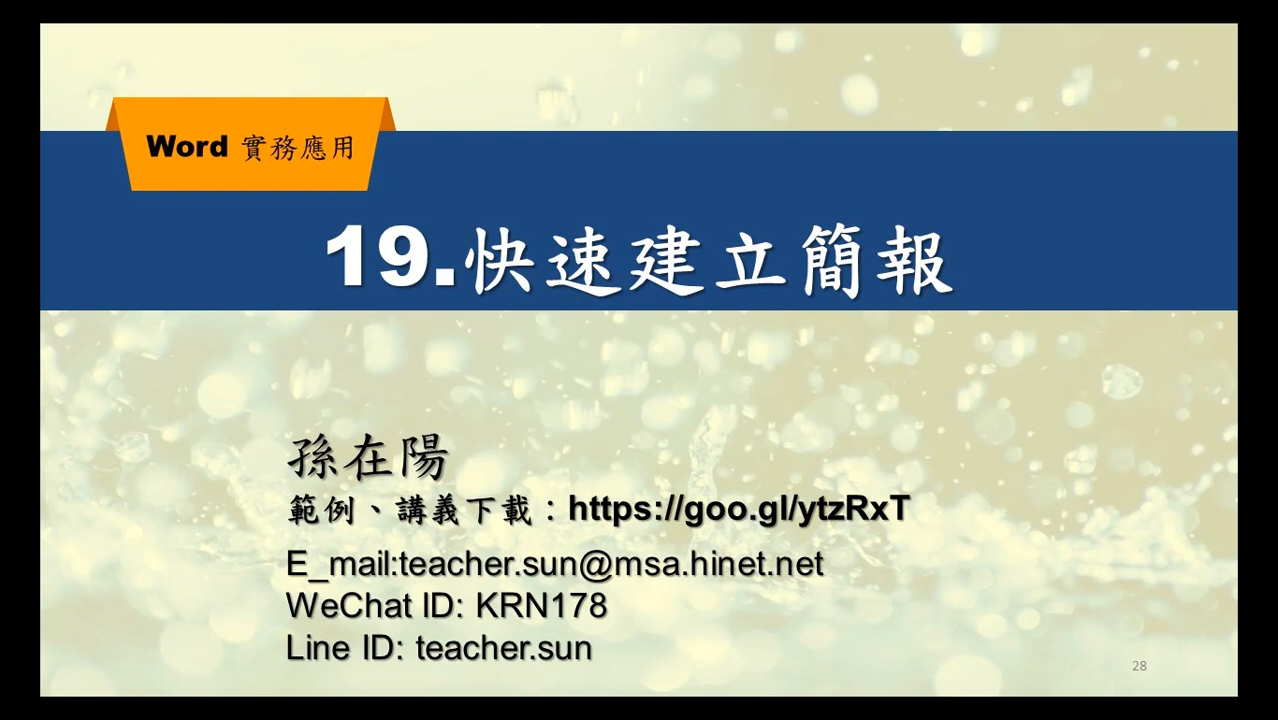 Word 實務應用
19.快速建立簡報
孫在陽
範例、講義下載：https://goo.gl/ytzRxT
E_mail:teacher.sun@msa.hinet.net
WeChat ID: KRN178
Line ID: teacher.sun
28